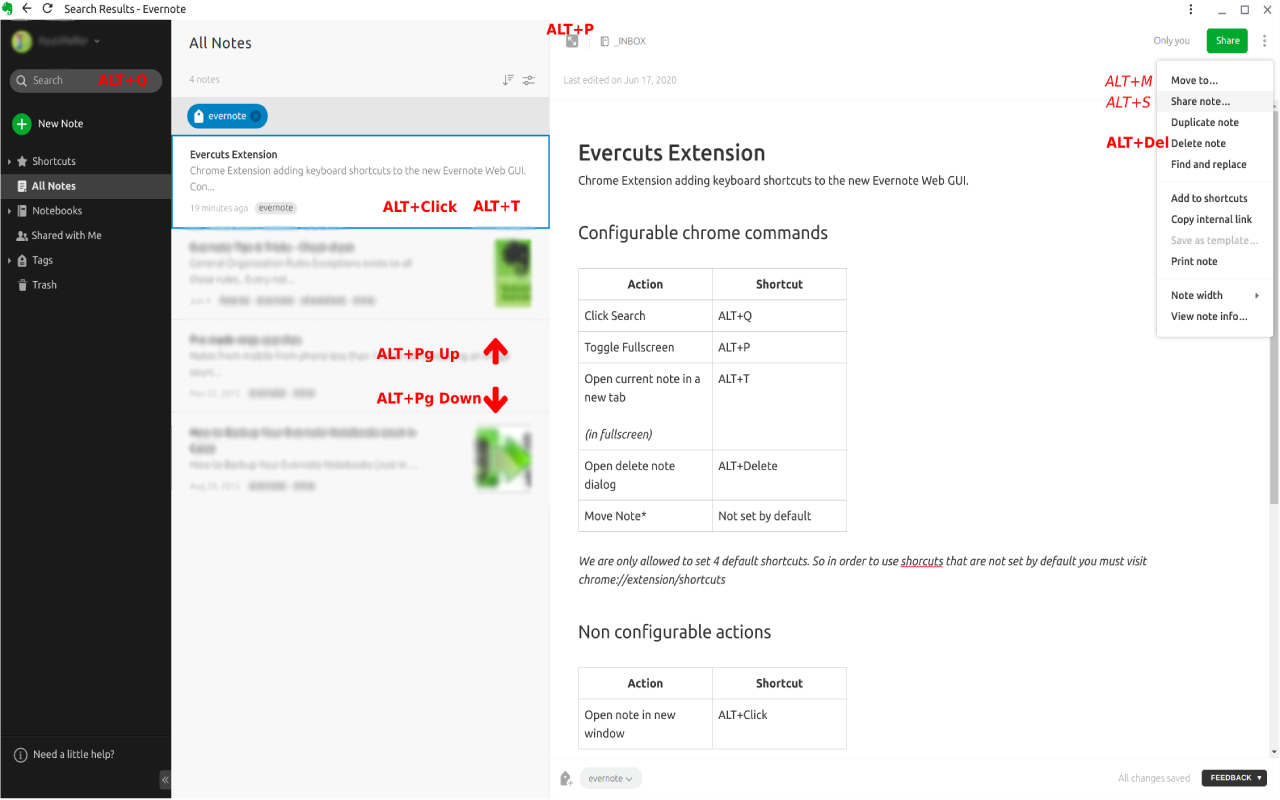 Search Results - Evernote
Search
ALT+Q
New Note
Shortcuts
All Notes
Notebooks
Shared with Me
Tags
Trash
Need a little help?
All Notes
4 notes
evernote
Evercuts Extension
Chrome Extension adding keyboard shortcuts to the new Evernote Web GUI.
Con...
19 minutes ago evernote
ALT+Click ALT+T
ALT+Pg Up
ALT+Pg Down
ALT+P
_INBOX
Only you
Share
Last edited on Jun 17, 2020
Evercuts Extension
Chrome Extension adding keyboard shortcuts to the new Evernote Web GUI.
Configurable chrome commands
Action Shortcut
Click Search ALT+Q
Toggle Fullscreen ALT+P
Open current note in a ALT+T
new tab
(in fullscreen)
Open delete note ALT+Delete
dialog
Move Note* Not set by default
We are only allowed to set 4 default shortcuts. So in order to use shorcuts that are not set by default you must visit
chrome://extension/shortcuts
Non configurable actions
Action Shortcut
Open note in new ALT+Click
window
ALT+M Move to...
ALT+S Share note...
Duplicate note
ALT+Del Delete note
Find and replace
Add to shortcuts
Copy internal link
Save as template...
Print note
Note width
View note info...
evernote
All changes saved
FEEDBACK